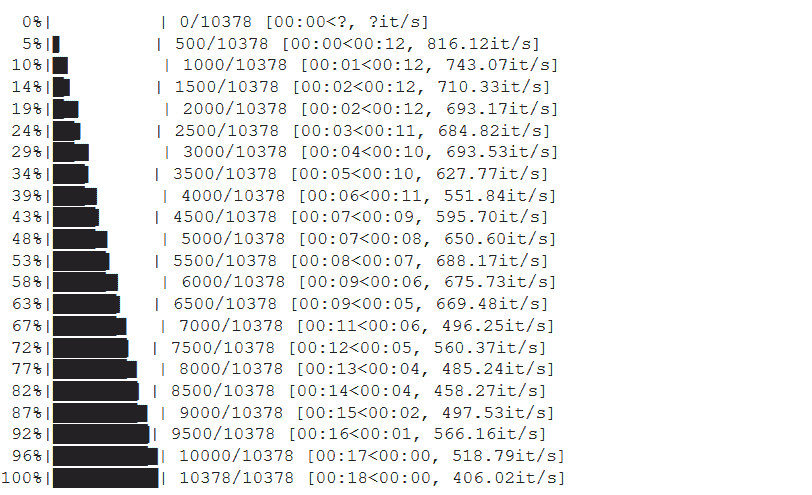 0%| | 0/10378 [00:00<?, ?it/s]
5%|█ | 500/10378 [00:00<00:12, 816.12it/s]
10%|█ | 1000/10378 [00:01<00:12, 743.07it/s]
14%|█ | 1500/10378 [00:02<00:12, 710.33it/s]
19%|██ | 2000/10378 [00:02<00:12, 693.17it/s]
24%|██ | 2500/10378 [00:03<00:11, 684.82it/s]
29%|███ | 3000/10378 [00:04<00:10, 693.53it/s]
34%|███ | 3500/10378 [00:05<00:10, 627.77it/s]
39%|████ | 4000/10378 [00:06<00:11, 551.84it/s]
43%|████ | 4500/10378 [00:07<00:09, 595.70it/s]
48%|█████ | 5000/10378 [00:07<00:08, 650.60it/s]
53%|█████ | 5500/10378 [00:08<00:07, 688.17it/s]
58%|██████ | 6000/10378 [00:09<00:06, 675.73it/s]
63%|██████ | 6500/10378 [00:09<00:05, 669.48it/s]
67%|███████ | 7000/10378 [00:11<00:06, 496.25it/s]
72%|███████ | 7500/10378 [00:12<00:05, 560.37it/s]
77%|████████ | 8000/10378 [00:13<00:04, 485.24it/s]
82%|████████ | 8500/10378 [00:14<00:04, 458.27it/s]
87%|█████████ | 9000/10378 [00:15<00:02, 497.53it/s]
92%|█████████| 9500/10378 [00:16<00:01, 566.16it/s]
96%|██████████| 10000/10378 [00:17<00:00, 518.79it/s]
100%|██████████| 10378/10378 [00:18<00:00, 406.02it/s]